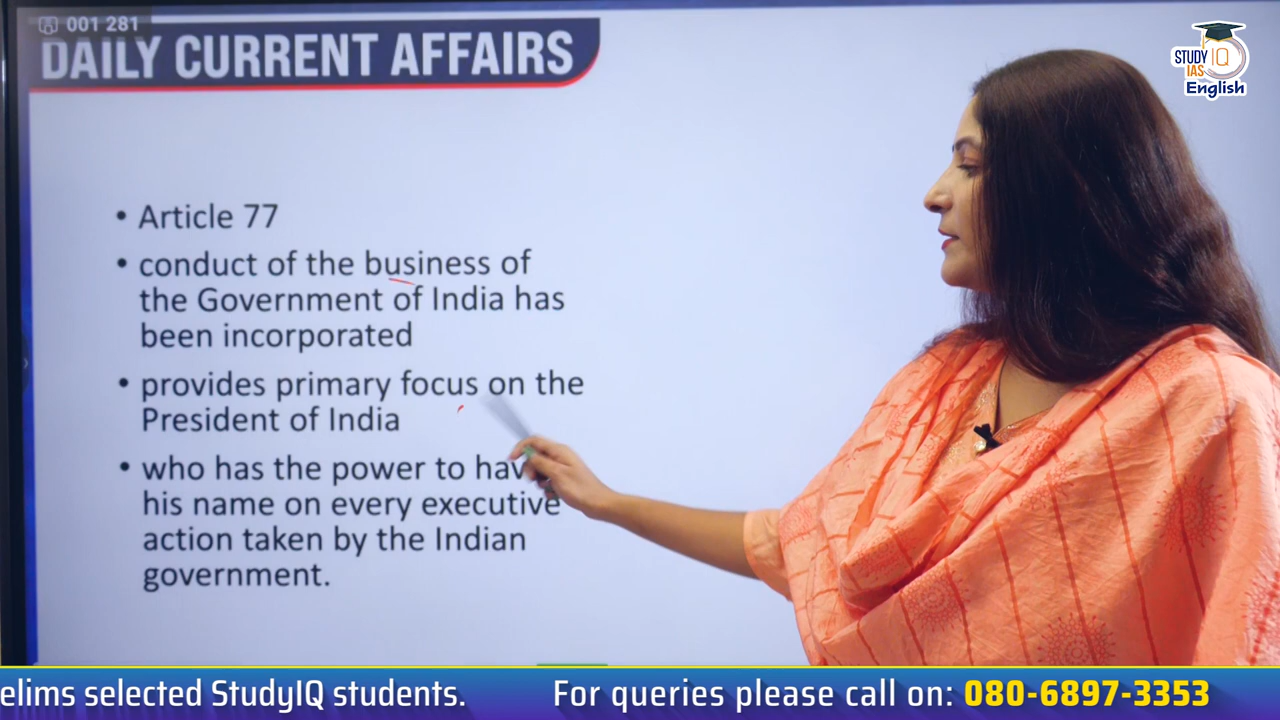 001 281
DAILY CURRENT AFFAIRS
STUDY IQ
IAS
English
• Article 77
• conduct of the business of
the Government of India has
been incorporated
• provides primary focus on the
President of India
• who has the power to hav
his name on every executive
action taken by the Indian
government.
elims selected StudyIQ students. For queries please call on: 080-6897-3353